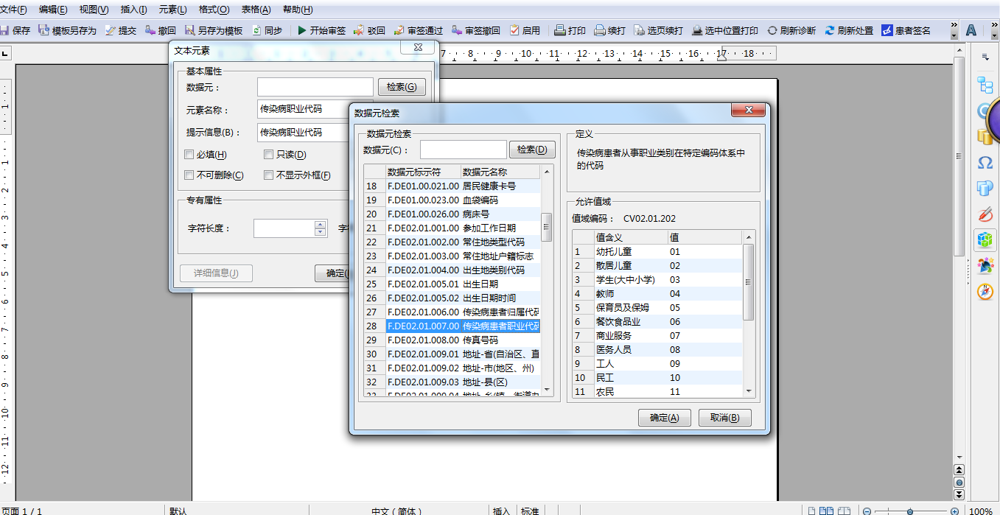 文件(F) 编辑(E) 视图(V) 插入(I) 元素(L) 格式(O) 表格(A) 帮助(H)
保存 模板另存为 提交 撤回 另存为模板 同步 开始审签 驳回 审签通过 审签撤回 启用 打印 续打 选页续打 选中位置打印 刷新诊断 刷新处置 患者签名
7 8 9 10 11 12 13 14 15 16 17 18
1
1
2
3
4
5
6
7
8
9
10
11
12
文本元素
基本属性
数据元：
检索(G)
元素名称： 传染病职业代码
提示信息(B)： 传染病职业代码
必填(H) 只读(D)
不可删除(C) 不显示外框(F)
专有属性
字符长度：
详细信息(J)
数据元检索
数据元检索
数据元(C)： 检索(D)
数据元标示符 数据元名称
18 F.DE01.00.021.00 居民健康卡号
19 F.DE01.00.023.00 血袋编码
20 F.DE01.00.026.00 病床号
21 F.DE02.01.001.00 参加工作日期
22 F.DE02.01.002.00 常住地类型代码
23 F.DE02.01.003.00 常住地址户籍标志
24 F.DE02.01.004.00 出生地类别代码
25 F.DE02.01.005.01 出生日期
26 F.DE02.01.005.02 出生日期时间
27 F.DE02.01.006.00 传染病患者归属代码
28 F.DE02.01.007.00 传染病患者职业代码
29 F.DE02.01.008.00 传真号码
30 F.DE02.01.009.01 地址-省(自治区、直
31 F.DE02.01.009.02 地址-市(地区、州)
32 F.DE02.01.009.03 地址-县(区)
定义
传染病患者从事职业类别在特定编码体系中
的代码
允许值域
值域编码： CV02.01.202
值含义 值
1 幼托儿童 01
2 散居儿童 02
3 学生(大中小学) 03
4 教师 04
5 保育员及保姆 05
6 餐饮食品业 06
7 商业服务 07
8 医务人员 08
9 工人 09
10 民工 10
11 农民 11
确定(A) 取消(B)
页面 1 / 1 默认 中文（简体） 插入 标准 100%